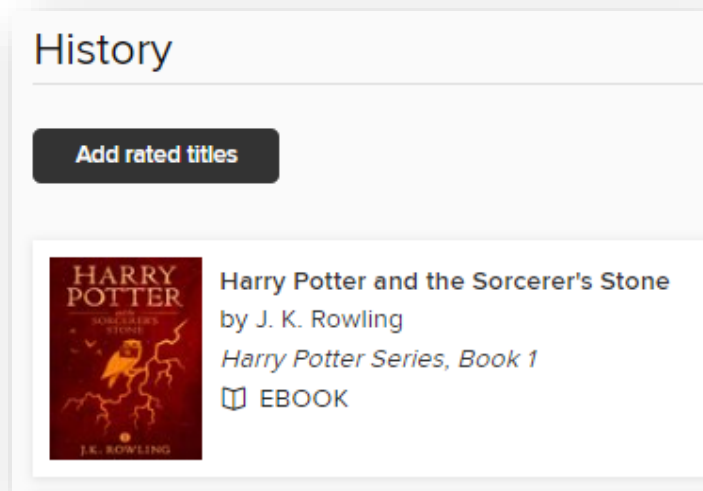 History
Add rated titles
HARRY
POTTER
and the
SORCERER'S
STONE
J.K. ROWLING
Harry Potter and the Sorcerer's Stone
by J. K. Rowling
Harry Potter Series, Book 1
EBOOK